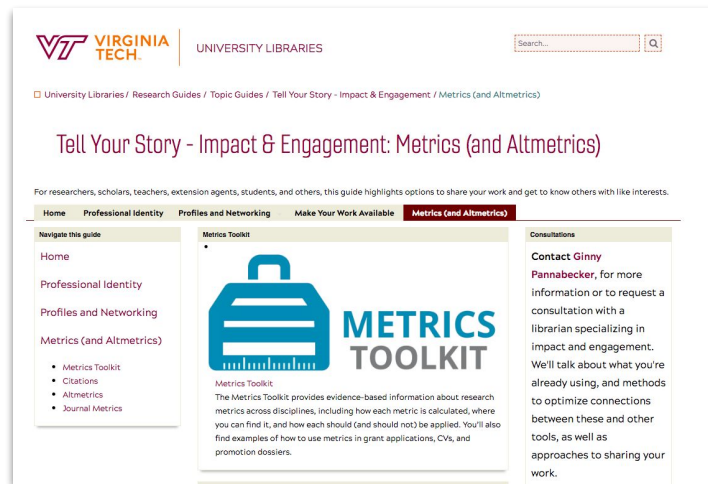 VT VIRGINIA TECH.
UNIVERSITY LIBRARIES
Search...
University Libraries / Research Guides / Topic Guides / Tell Your Story - Impact & Engagement / Metrics (and Altmetrics)
Tell Your Story - Impact & Engagement: Metrics (and Altmetrics)
For researchers, scholars, teachers, extension agents, students, and others, this guide highlights options to share your work and get to know others with like interests.
Home Professional Identity Profiles and Networking Make Your Work Available Metrics (and Altmetrics)
Navigate this guide
Home
Professional Identity
Profiles and Networking
Metrics (and Altmetrics)
• Metrics Toolkit
• Citations
• Altmetrics
• Journal Metrics
Metrics Toolkit
•
METRICS
TOOLKIT
Metrics Toolkit
The Metrics Toolkit provides evidence-based information about research
metrics across disciplines, including how each metric is calculated, where
you can find it, and how each should (and should not) be applied. You'll also
find examples of how to use metrics in grant applications, CVs, and
promotion dossiers.
Consultations
Contact Ginny
Pannabecker, for more
information or to request a
consultation with a
librarian specializing in
impact and engagement.
We'll talk about what you're
already using, and methods
to optimize connections
between these and other
tools, as well as
approaches to sharing your
work.